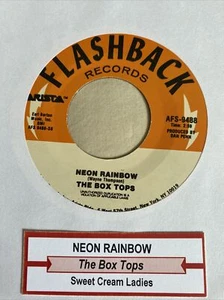 FLASHBACK
RECORDS
ARISTA
AFS-9488
PRODUCED BY
DAN PENN
NEON RAINBOW
(Wayne Thompson)
THE BOX TOPS
NEON RAINBOW
The Box Tops
Sweet Cream Ladies